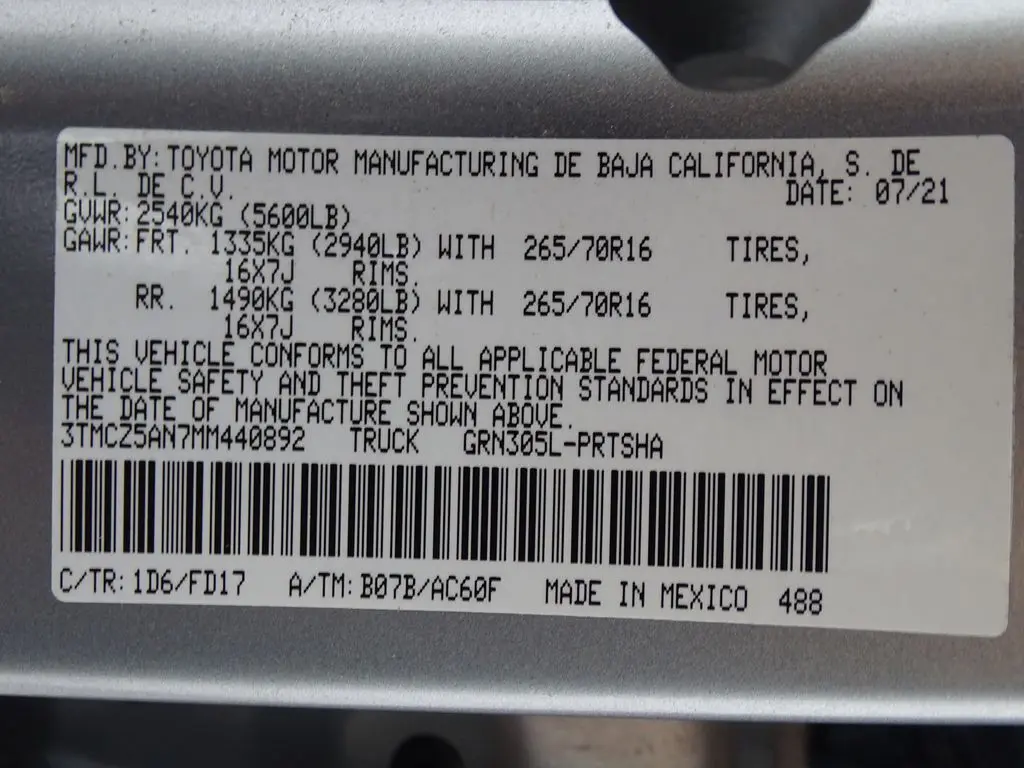 MFD.BY: TOYOTA MOTOR MANUFACTURING DE BAJA CALIFORNIA, S. DE
R.L. DE C.V. DATE: 07/21
GVWR: 2540KG (5600LB)
GAWR: FRT. 1335KG (2940LB) WITH 265/70R16 TIRES,
16X7J RIMS.
RR. 1490KG (3280LB) WITH 265/70R16 TIRES,
16X7J RIMS.
THIS VEHICLE CONFORMS TO ALL APPLICABLE FEDERAL MOTOR
VEHICLE SAFETY AND THEFT PREVENTION STANDARDS IN EFFECT ON
THE DATE OF MANUFACTURE SHOWN ABOVE.
3TMCZ5AN7MM440892 TRUCK GRN305L-PRTSHA
C/TR: 1D6/FD17 A/TM: B07B/AC60F MADE IN MEXICO 488